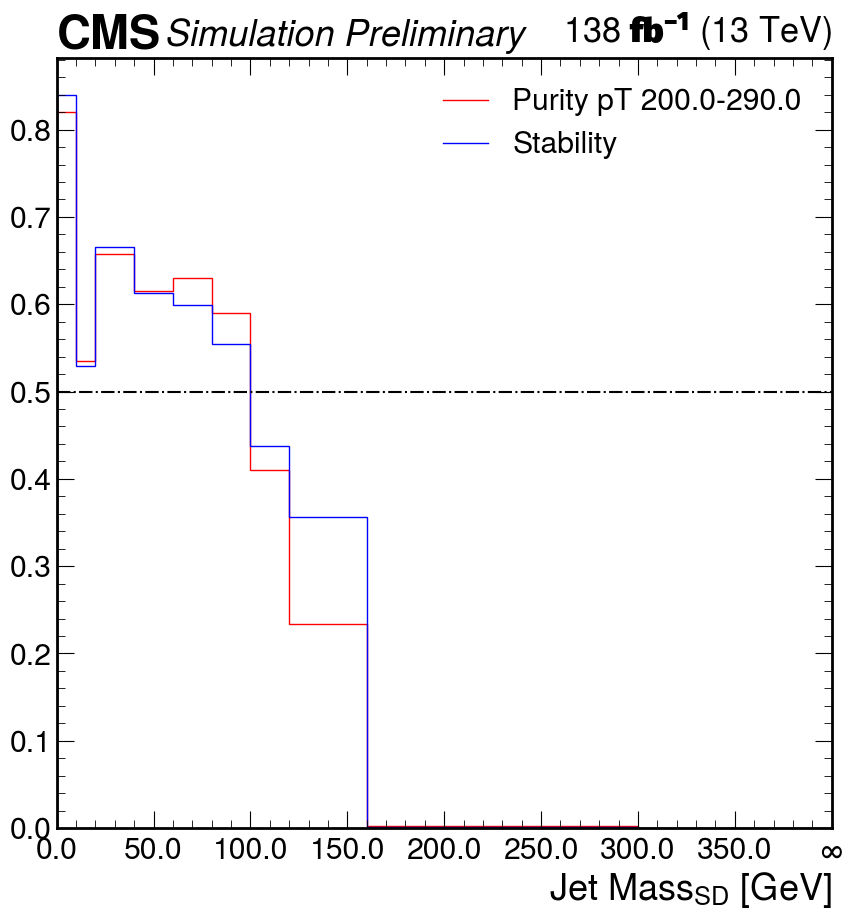 CMS Simulation Preliminary 138 fb⁻¹ (13 TeV)
Purity pT 200.0-290.0
Stability
0.8
0.7
0.6
0.5
0.4
0.3
0.2
0.1
0.0
0.0 50.0 100.0 150.0 200.0 250.0 300.0 350.0 ∞
Jet Mass_SD [GeV]